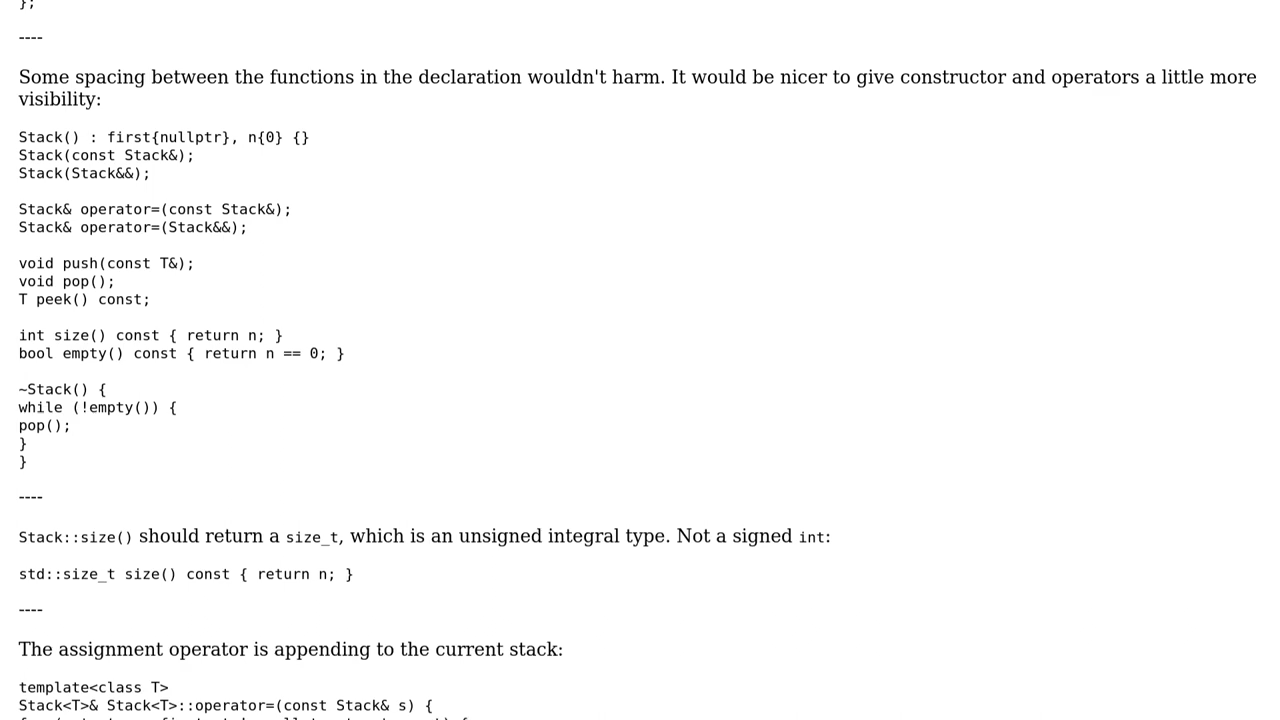 };
----
Some spacing between the functions in the declaration wouldn't harm. It would be nicer to give constructor and operators a little more
visibility:
Stack() : first{nullptr}, n{0} {}
Stack(const Stack&);
Stack(Stack&&);
Stack& operator=(const Stack&);
Stack& operator=(Stack&&);
void push(const T&);
void pop();
T peek() const;
int size() const { return n; }
bool empty() const { return n == 0; }
~Stack() {
while (!empty()) {
pop();
}
}
----
Stack::size() should return a size_t, which is an unsigned integral type. Not a signed int:
std::size_t size() const { return n; }
----
The assignment operator is appending to the current stack:
template<class T>
Stack<T>& Stack<T>::operator=(const Stack& s) {